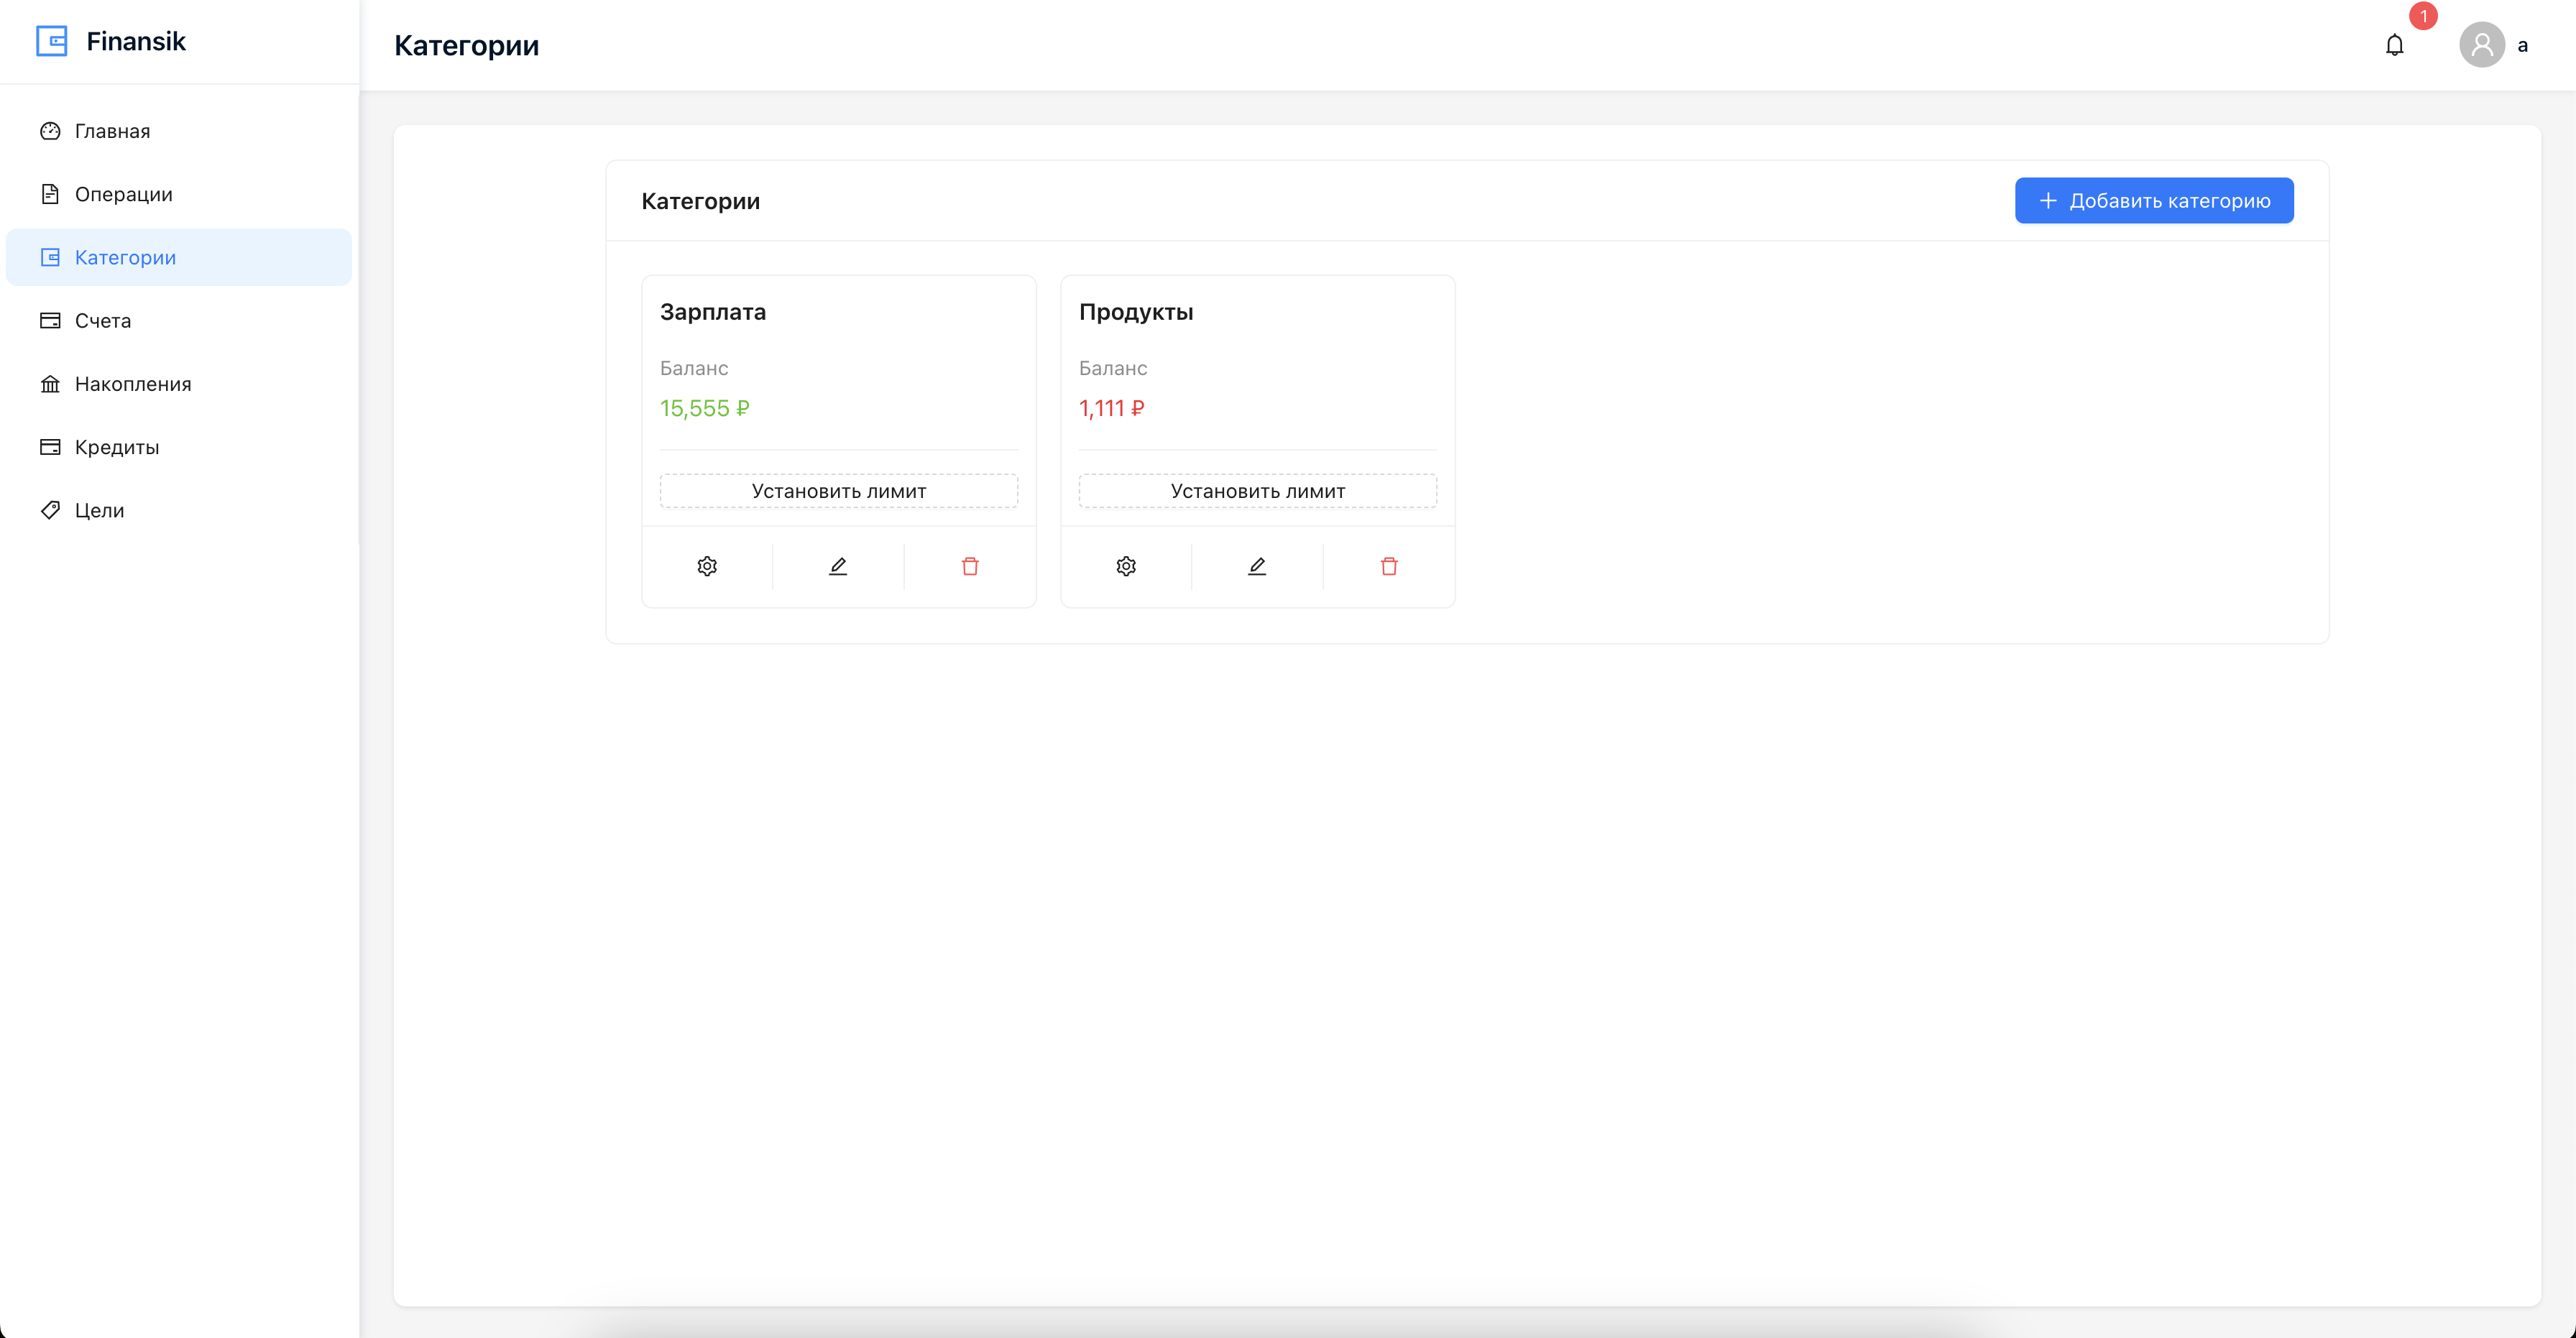 Finansik
Главная
Операции
Категории
Счета
Накопления
Кредиты
Цели
Категории
1
a
Категории
Добавить категорию
Зарплата
Баланс
15,555 ₽
Установить лимит
Продукты
Баланс
1,111 ₽
Установить лимит